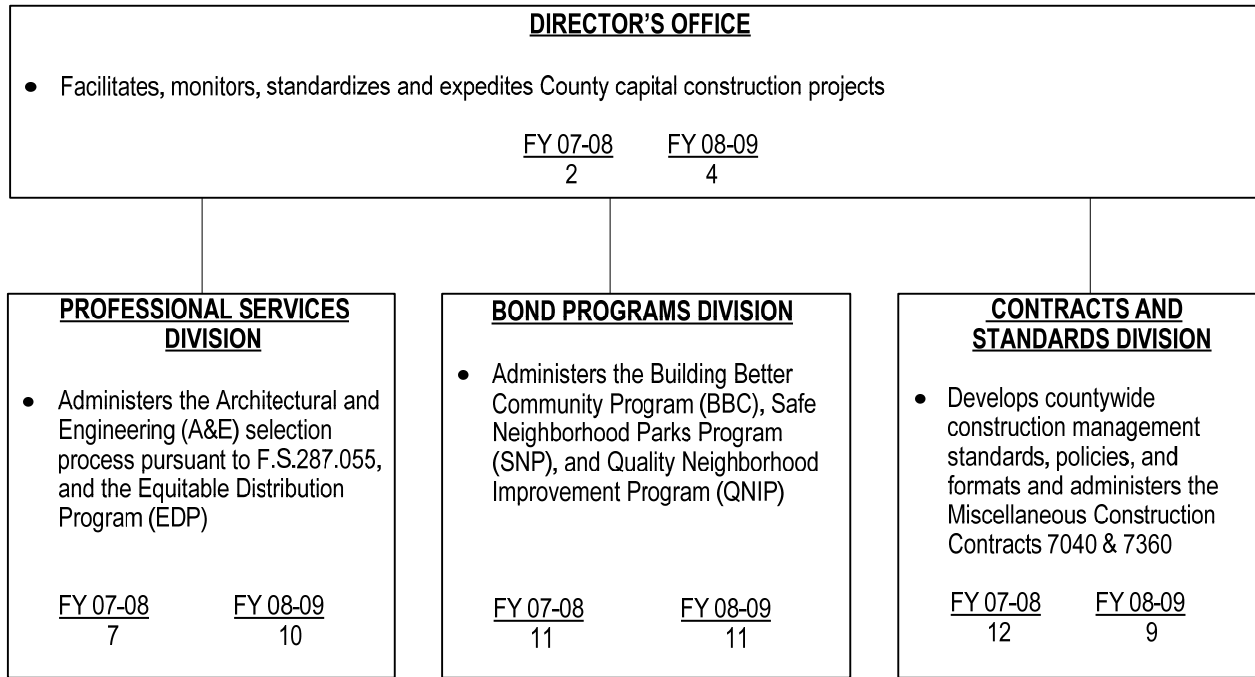 DIRECTOR'S OFFICE
● Facilitates, monitors, standardizes and expedites County capital construction projects
FY 07-08 FY 08-09
2 4
PROFESSIONAL SERVICES
DIVISION
● Administers the Architectural and
Engineering (A&E) selection
process pursuant to F.S.287.055,
and the Equitable Distribution
Program (EDP)
FY 07-08 FY 08-09
7 10
BOND PROGRAMS DIVISION
● Administers the Building Better
Community Program (BBC), Safe
Neighborhood Parks Program
(SNP), and Quality Neighborhood
Improvement Program (QNIP)
FY 07-08 FY 08-09
11 11
CONTRACTS AND
STANDARDS DIVISION
● Develops countywide
construction management
standards, policies, and
formats and administers the
Miscellaneous Construction
Contracts 7040 & 7360
FY 07-08 FY 08-09
12 9